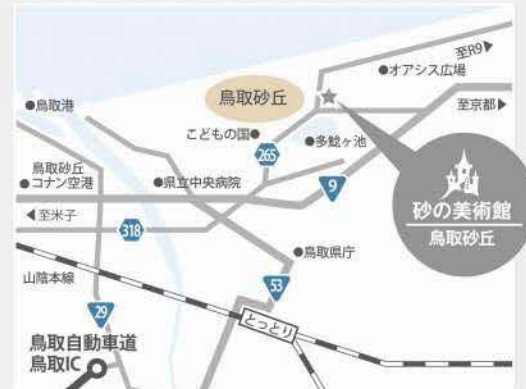 至R9▶
●オアシス広場
鳥取砂丘
●鳥取港
至京都▶
こどもの国●
●多鯰ヶ池
265
鳥取砂丘
●コナン空港
●県立中央病院
9
砂の美術館
鳥取砂丘
◀至米子
318
●鳥取県庁
山陰本線
53
29
とっとり
鳥取自動車道
鳥取IC